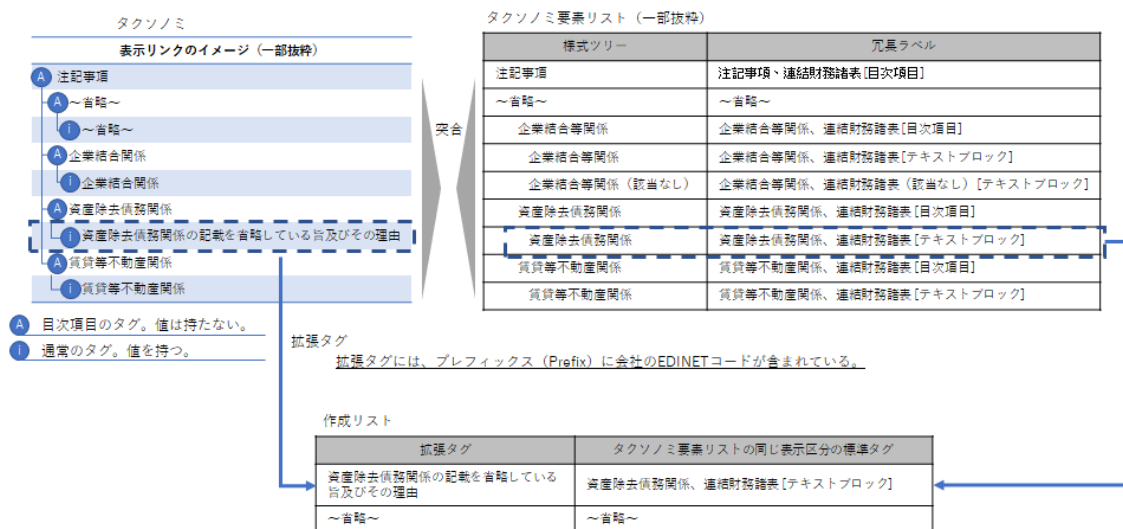 タクソノミ
表示リンクのイメージ（一部抜粋）
A 注記事項
A ～省略～
i ～省略～
A 企業結合関係
i 企業結合関係
A 資産除去債務関係
i 資産除去債務関係の記載を省略している旨及びその理由
A 賃貸等不動産関係
i 賃貸等不動産関係
A 目次項目のタグ。値は持たない。
i 通常のタグ。値を持つ。
突合
タクソノミ要素リスト（一部抜粋）
様式ツリー 冗長ラベル
注記事項 注記事項、連結財務諸表[目次項目]
～省略～ ～省略～
企業結合等関係 企業結合等関係、連結財務諸表[目次項目]
企業結合等関係 企業結合等関係、連結財務諸表[テキストブロック]
企業結合等関係（該当なし） 企業結合等関係、連結財務諸表（該当なし）[テキストブロック]
資産除去債務関係 資産除去債務関係、連結財務諸表[目次項目]
資産除去債務関係 資産除去債務関係、連結財務諸表[テキストブロック]
賃貸等不動産関係 賃貸等不動産関係、連結財務諸表[目次項目]
賃貸等不動産関係 賃貸等不動産関係、連結財務諸表[テキストブロック]
拡張タグ
拡張タグには、プレフィックス（Prefix）に会社のEDINETコードが含まれている。
作成リスト
拡張タグ タクソノミ要素リストの同じ表示区分の標準タグ
資産除去債務関係の記載を省略している
旨及びその理由
資産除去債務関係、連結財務諸表[テキストブロック]
～省略～ ～省略～